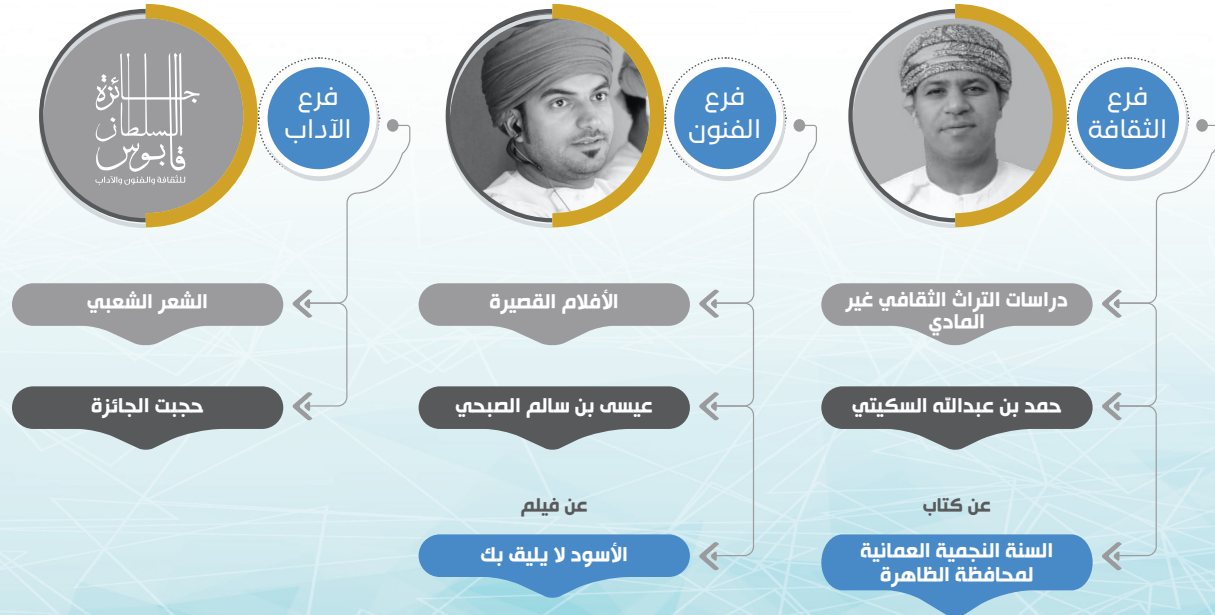 فرع
الثقافة
دراسات التراث الثقافي غير
المادي
حمد بن عبدالله السكيتي
عن كتاب
السنة النجمية العمانية
لمحافظة الظاهرة
فرع
الفنون
الأفلام القصيرة
عيسى بن سالم الصبحي
عن فيلم
الأسود لا يليق بك
جائزة
السلطان
قابوس
للثقافة والفنون والآداب
فرع
الآداب
الشعر الشعبي
حجبت الجائزة